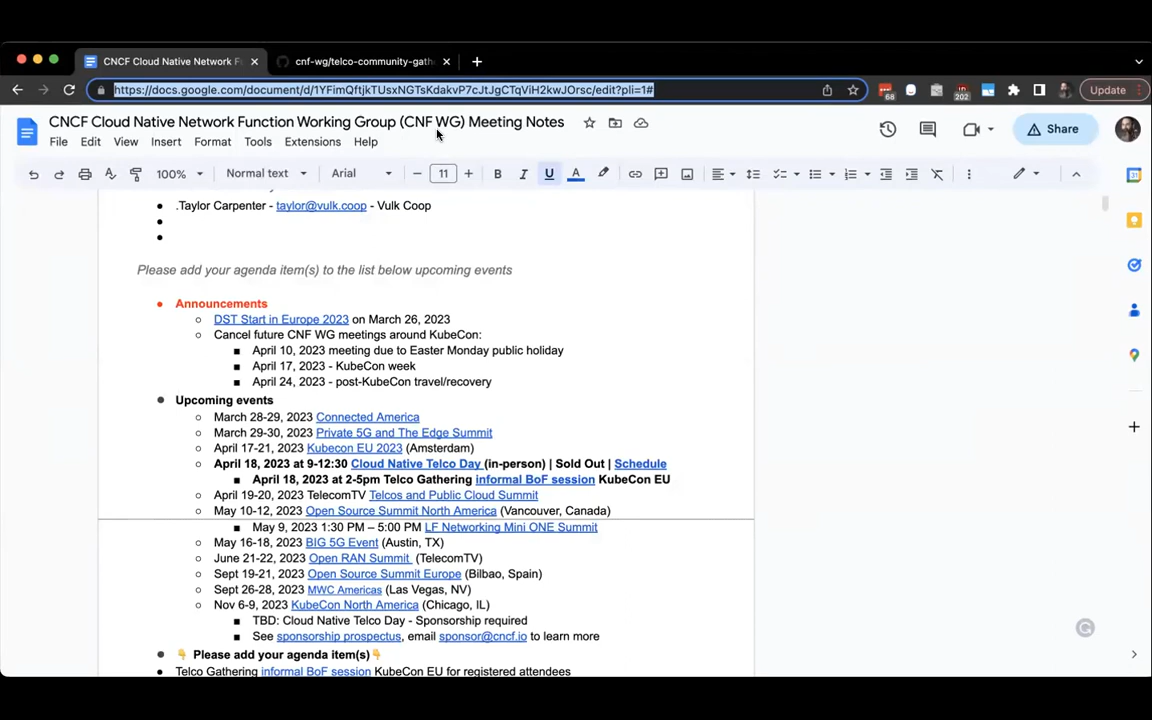 CNCF Cloud Native Network F
cnf-wg/telco-community-gath
https://docs.google.com/document/d/1YFimQftjkTUsxNGTsKdakvP7cJtJgCTqViH2kwJOrsc/edit?pli=1#
68
202
Update
CNCF Cloud Native Network Function Working Group (CNF WG) Meeting Notes
File Edit View Insert Format Tools Extensions Help
Share
100% Normal text Arial 11 B I U A
.Taylor Carpenter - taylor@vulk.coop - Vulk Coop
Please add your agenda item(s) to the list below upcoming events
Announcements
DST Start in Europe 2023 on March 26, 2023
Cancel future CNF WG meetings around KubeCon:
April 10, 2023 meeting due to Easter Monday public holiday
April 17, 2023 - KubeCon week
April 24, 2023 - post-KubeCon travel/recovery
Upcoming events
March 28-29, 2023 Connected America
March 29-30, 2023 Private 5G and The Edge Summit
April 17-21, 2023 Kubecon EU 2023 (Amsterdam)
April 18, 2023 at 9-12:30 Cloud Native Telco Day (in-person) | Sold Out | Schedule
April 18, 2023 at 2-5pm Telco Gathering informal BoF session KubeCon EU
April 19-20, 2023 TelecomTV Telcos and Public Cloud Summit
May 10-12, 2023 Open Source Summit North America (Vancouver, Canada)
May 9, 2023 1:30 PM – 5:00 PM LF Networking Mini ONE Summit
May 16-18, 2023 BIG 5G Event (Austin, TX)
June 21-22, 2023 Open RAN Summit (TelecomTV)
Sept 19-21, 2023 Open Source Summit Europe (Bilbao, Spain)
Sept 26-28, 2023 MWC Americas (Las Vegas, NV)
Nov 6-9, 2023 KubeCon North America (Chicago, IL)
TBD: Cloud Native Telco Day - Sponsorship required
See sponsorship prospectus, email sponsor@cncf.io to learn more
👇 Please add your agenda item(s)👇
Telco Gathering informal BoF session KubeCon EU for registered attendees